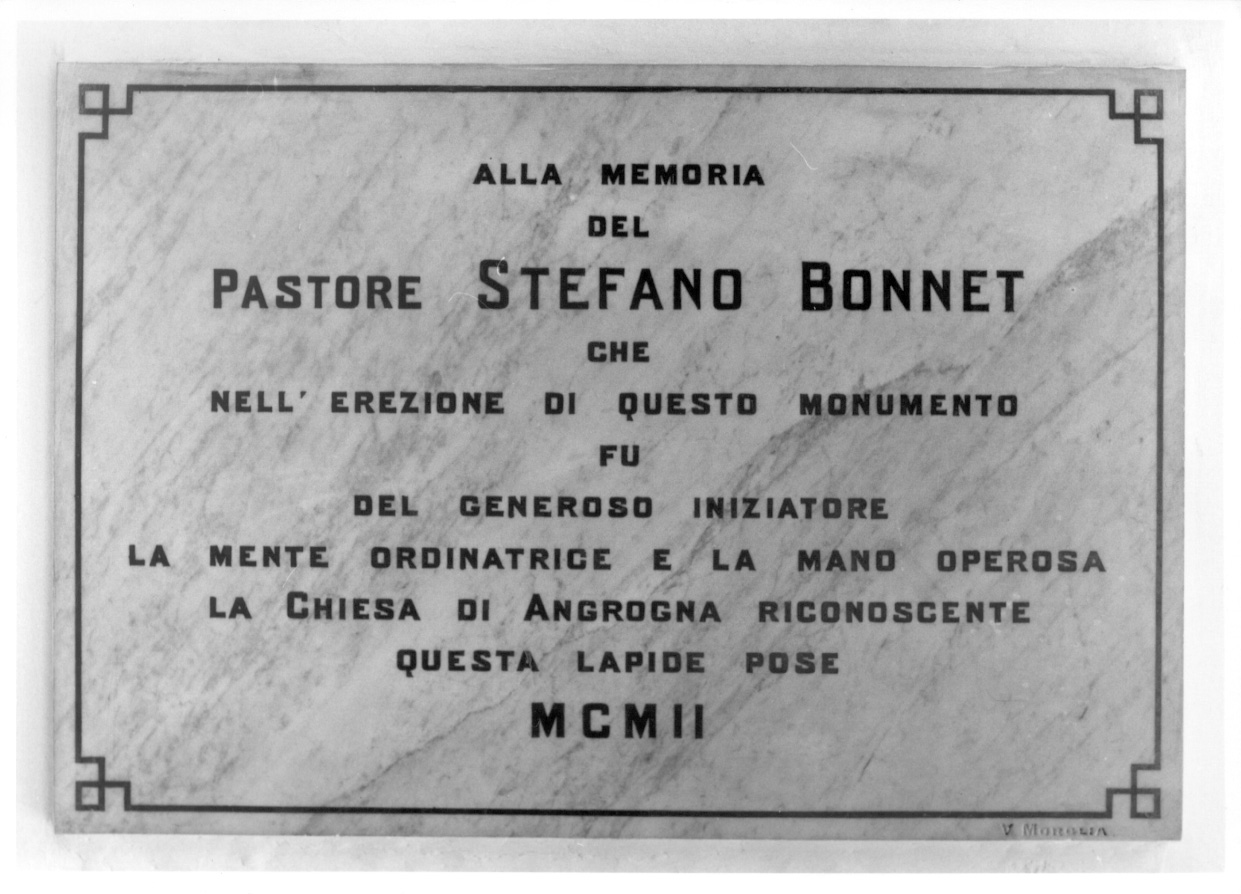 ALLA MEMORIA
DEL
PASTORE STEFANO BONNET
CHE
NELL' EREZIONE DI QUESTO MONUMENTO
FU
DEL GENEROSO INIZIATORE
LA MENTE ORDINATRICE E LA MANO OPEROSA
LA CHIESA DI ANGROGNA RICONOSCENTE
QUESTA LAPIDE POSE
MCMII
V.